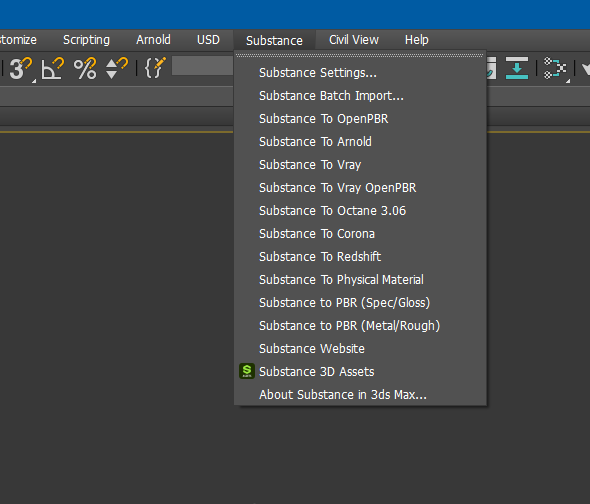 stomize Scripting Arnold USD Substance Civil View Help
3 %
Substance Settings...
Substance Batch Import...
Substance To OpenPBR
Substance To Arnold
Substance To Vray
Substance To Vray OpenPBR
Substance To Octane 3.06
Substance To Corona
Substance To Redshift
Substance To Physical Material
Substance to PBR (Spec/Gloss)
Substance to PBR (Metal/Rough)
Substance Website
Substance 3D Assets
About Substance in 3ds Max...